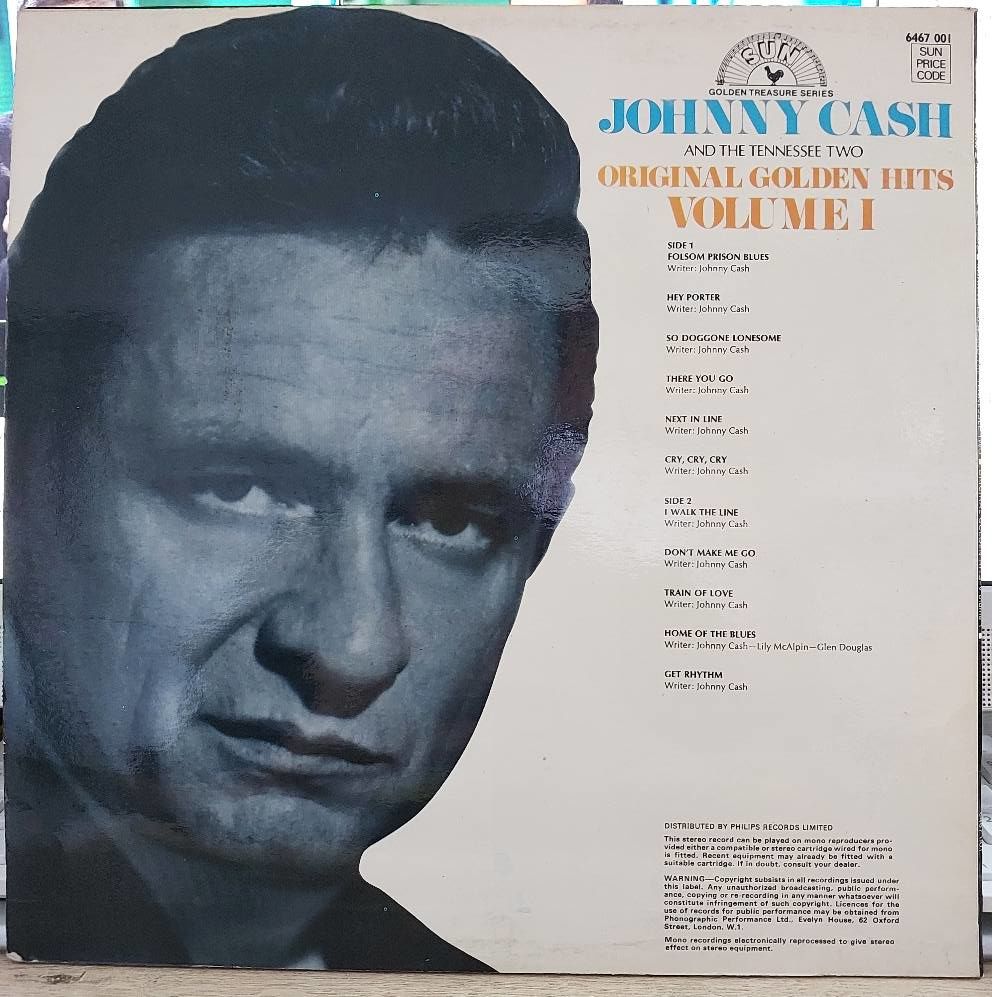 6467 001
SUN
PRICE
CODE
SUN
GOLDEN TREASURE SERIES
JOHNNY CASH
AND THE TENNESSEE TWO
ORIGINAL GOLDEN HITS
VOLUME I
SIDE 1
FOLSOM PRISON BLUES
Writer: Johnny Cash
HEY PORTER
Writer: Johnny Cash
SO DOGGONE LONESOME
Writer: Johnny Cash
THERE YOU GO
Writer: Johnny Cash
NEXT IN LINE
Writer: Johnny Cash
CRY, CRY, CRY
Writer: Johnny Cash
SIDE 2
I WALK THE LINE
Writer: Johnny Cash
DON'T MAKE ME GO
Writer: Johnny Cash
TRAIN OF LOVE
Writer: Johnny Cash
HOME OF THE BLUES
Writer: Johnny Cash—Lily McAlpin—Glen Douglas
GET RHYTHM
Writer: Johnny Cash
DISTRIBUTED BY PHILIPS RECORDS LIMITED
This stereo record can be played on mono reproducers pro-
vided either a compatible or stereo cartridge wired for mono
is fitted. Recent equipment may already be fitted with a
suitable cartridge. If in doubt, consult your dealer.
WARNING—Copyright subsists in all recordings issued under
this label. Any unauthorized broadcasting, public perform-
ance, copying or re-recording in any manner whatsoever will
constitute infringement of such copyright. Licences for the
use of records for public performance may be obtained from
Phonographic Performance Ltd., Evelyn House, 62 Oxford
Street, London, W.1.
Mono recordings electronically reprocessed to give stereo
effect on stereo equipment.